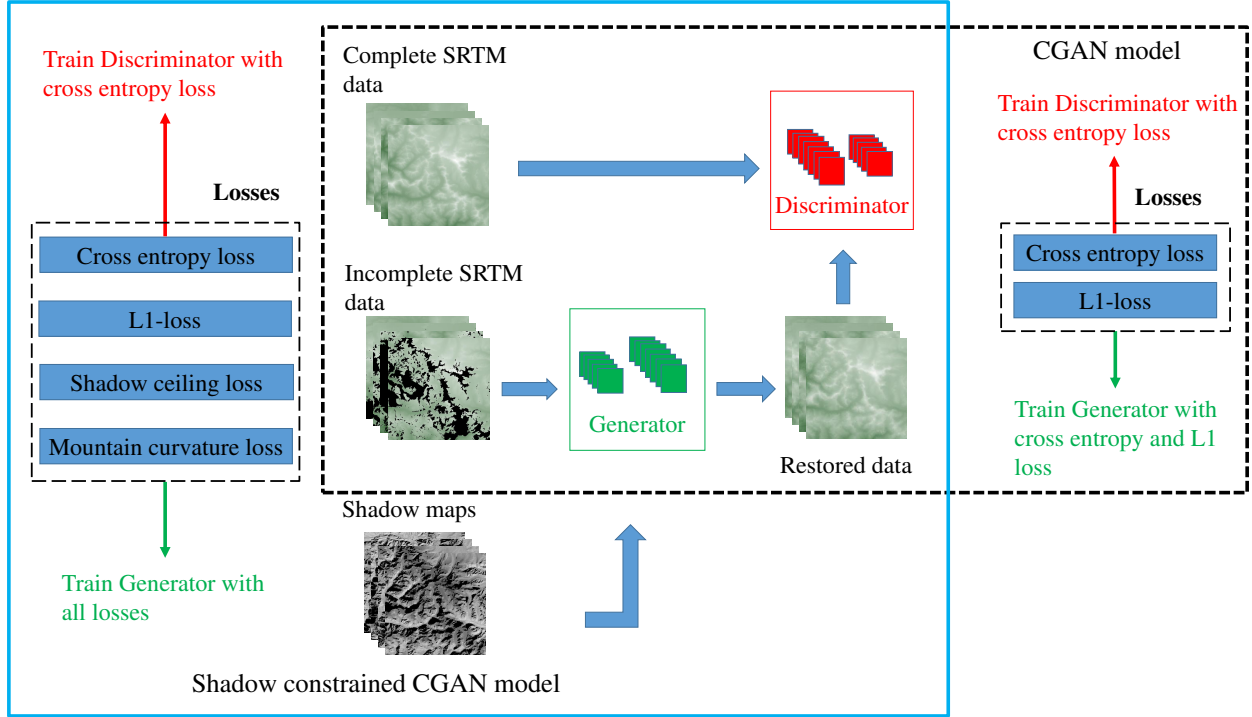 Train Discriminator with
cross entropy loss
Losses
Cross entropy loss
L1-loss
Shadow ceiling loss
Mountain curvature loss
Train Generator with
all losses
Complete SRTM
data
Discriminator
Incomplete SRTM
data
Generator
Restored data
Shadow maps
Shadow constrained CGAN model
CGAN model
Train Discriminator with
cross entropy loss
Losses
Cross entropy loss
L1-loss
Train Generator with
cross entropy and L1
loss